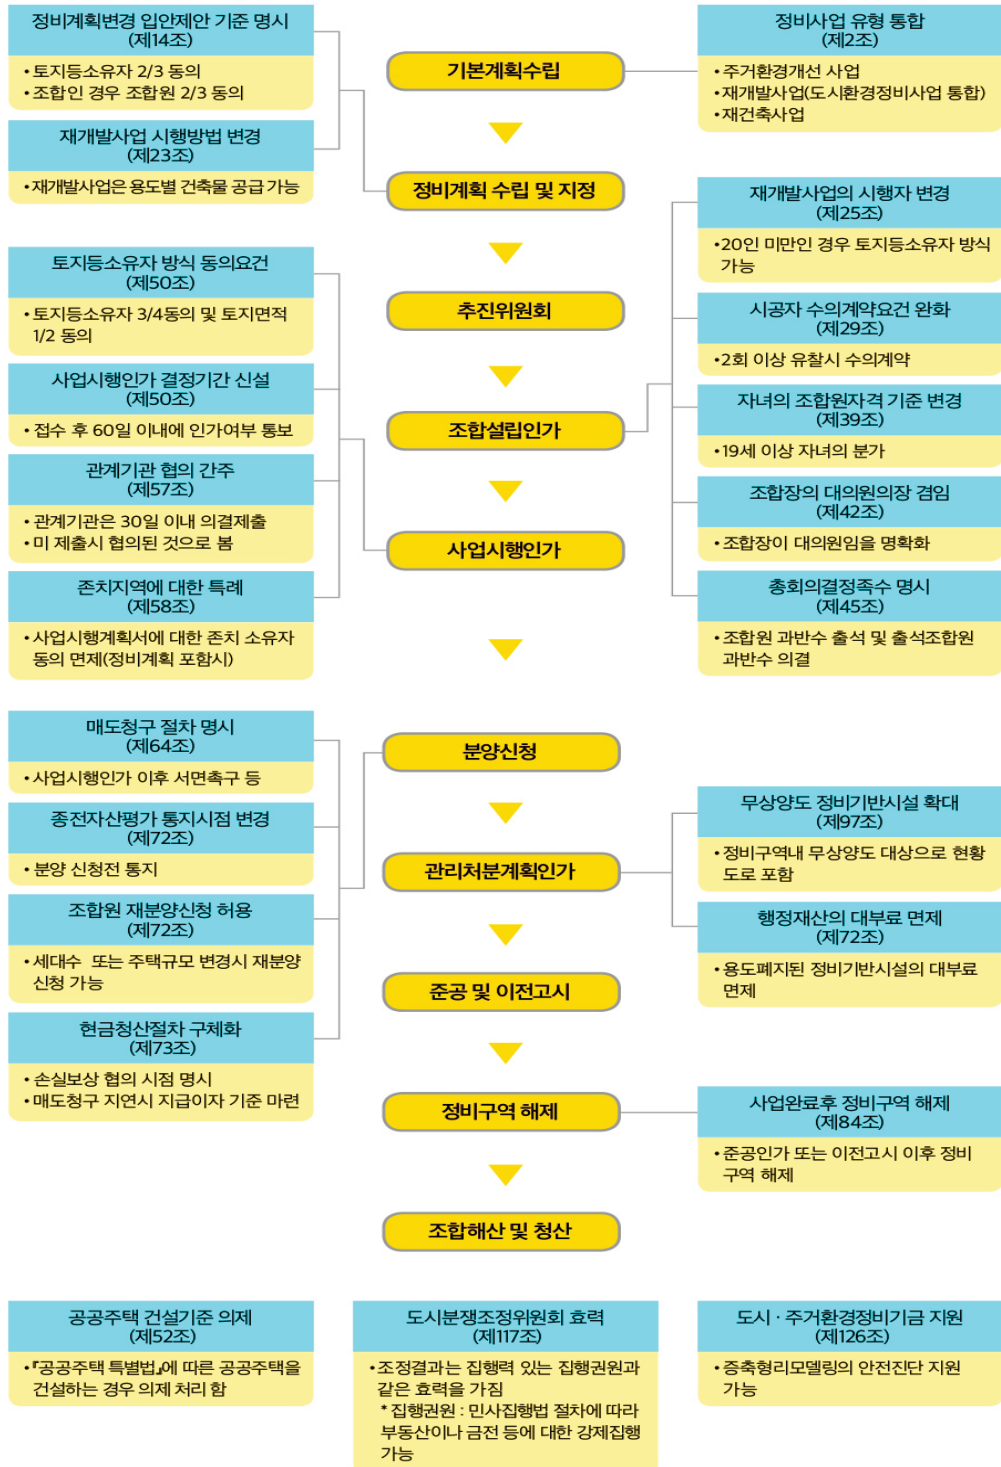 정비계획변경 입안제안 기준 명시
(제14조)
• 토지등소유자 2/3 동의
• 조합인 경우 조합원 2/3 동의
재개발사업 시행방법 변경
(제23조)
• 재개발사업은 용도별 건축물 공급 가능
토지등소유자 방식 동의요건
(제50조)
• 토지등소유자 3/4동의 및 토지면적
1/2 동의
사업시행인가 결정기간 신설
(제50조)
• 접수 후 60일 이내에 인가여부 통보
관계기관 협의 간주
(제57조)
• 관계기관은 30일 이내 의결제출
• 미 제출시 협의된 것으로 봄
존치지역에 대한 특례
(제58조)
• 사업시행계획서에 대한 존치 소유자
동의 면제(정비계획 포함시)
매도청구 절차 명시
(제64조)
• 사업시행인가 이후 서면촉구 등
종전자산평가 통지시점 변경
(제72조)
• 분양 신청전 통지
조합원 재분양신청 허용
(제72조)
• 세대수 또는 주택규모 변경시 재분양
신청 가능
현금청산절차 구체화
(제73조)
• 손실보상 협의 시점 명시
• 매도청구 지연시 지급이자 기준 마련
기본계획수립
정비계획 수립 및 지정
추진위원회
조합설립인가
사업시행인가
분양신청
관리처분계획인가
준공 및 이전고시
정비구역 해제
조합해산 및 청산
정비사업 유형 통합
(제2조)
• 주거환경개선 사업
• 재개발사업(도시환경정비사업 통합)
• 재건축사업
재개발사업의 시행자 변경
(제25조)
• 20인 미만인 경우 토지등소유자 방식
가능
시공자 수의계약요건 완화
(제29조)
• 2회 이상 유찰시 수의계약
자녀의 조합원자격 기준 변경
(제39조)
• 19세 이상 자녀의 분가
조합장의 대의원의장 겸임
(제42조)
• 조합장이 대의원임을 명확화
총회의결정족수 명시
(제45조)
• 조합원 과반수 출석 및 출석조합원
과반수 의결
무상양도 정비기반시설 확대
(제97조)
• 정비구역내 무상양도 대상으로 현황
도로 포함
행정재산의 대부료 면제
(제72조)
• 용도폐지된 정비기반시설의 대부료
면제
사업완료후 정비구역 해제
(제84조)
• 준공인가 또는 이전고시 이후 정비
구역 해제
공공주택 건설기준 의제
(제52조)
• 『공공주택 특별법』에 따른 공공주택을
건설하는 경우 의제 처리 함
도시분쟁조정위원회 효력
(제117조)
• 조정결과는 집행력 있는 집행권원과
같은 효력을 가짐
* 집행권원 : 민사집행법 절차에 따라
부동산이나 금전 등에 대한 강제집행
가능
도시 · 주거환경정비기금 지원
(제126조)
• 증축형리모델링의 안전진단 지원
가능